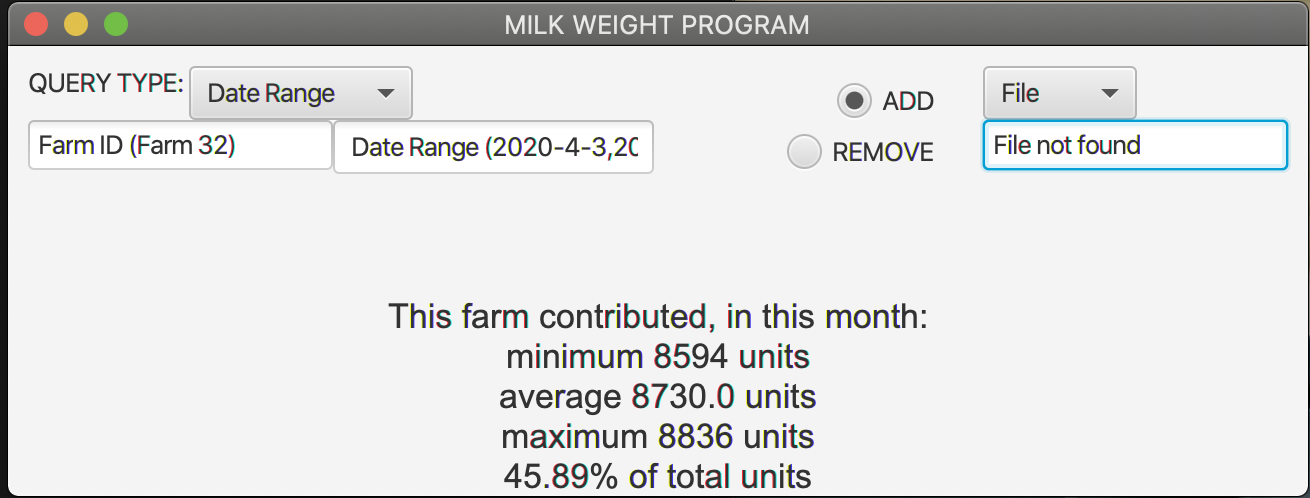 MILK WEIGHT PROGRAM
QUERY TYPE: Date Range ADD File
Farm ID (Farm 32) Date Range (2020-4-3,20 REMOVE File not found
This farm contributed, in this month:
minimum 8594 units
average 8730.0 units
maximum 8836 units
45.89% of total units